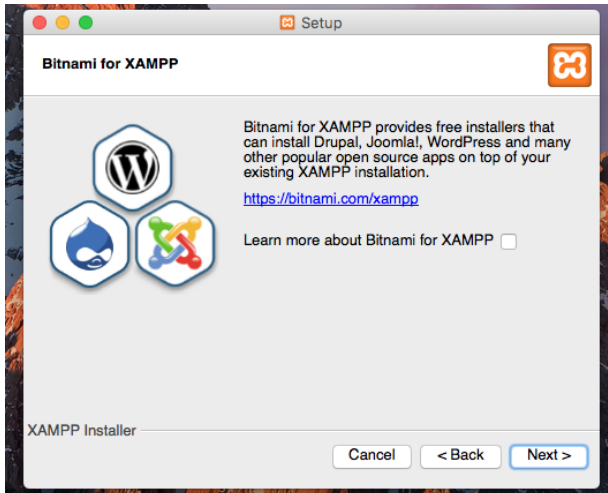 Setup
Bitnami for XAMPP
Bitnami for XAMPP provides free installers that
can install Drupal, Joomla!, WordPress and many
other popular open source apps on top of your
existing XAMPP installation.
https://bitnami.com/xampp
Learn more about Bitnami for XAMPP
XAMPP Installer
Cancel
< Back
Next >